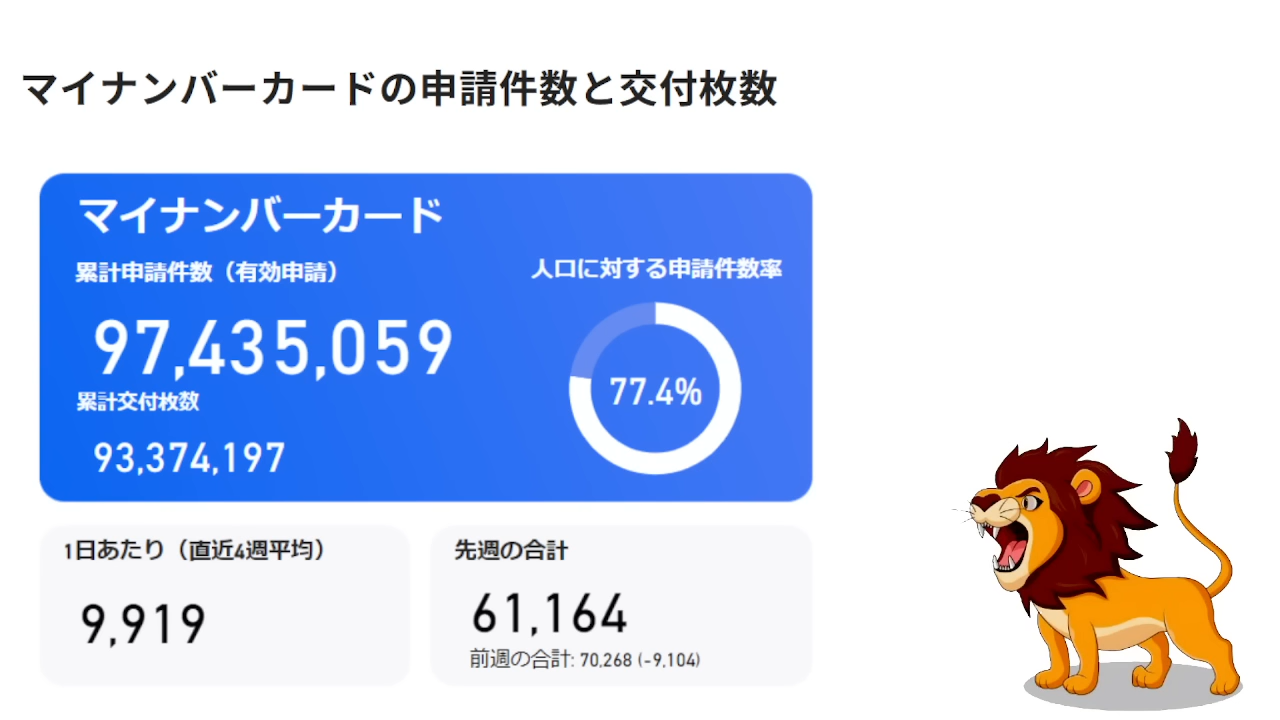 マイナンバーカードの申請件数と交付枚数
マイナンバーカード
累計申請件数（有効申請）
97,435,059
累計交付枚数
93,374,197
人口に対する申請件数率
77.4%
1日あたり（直近4週平均）
9,919
先週の合計
61,164
前週の合計: 70,268 (-9,104)